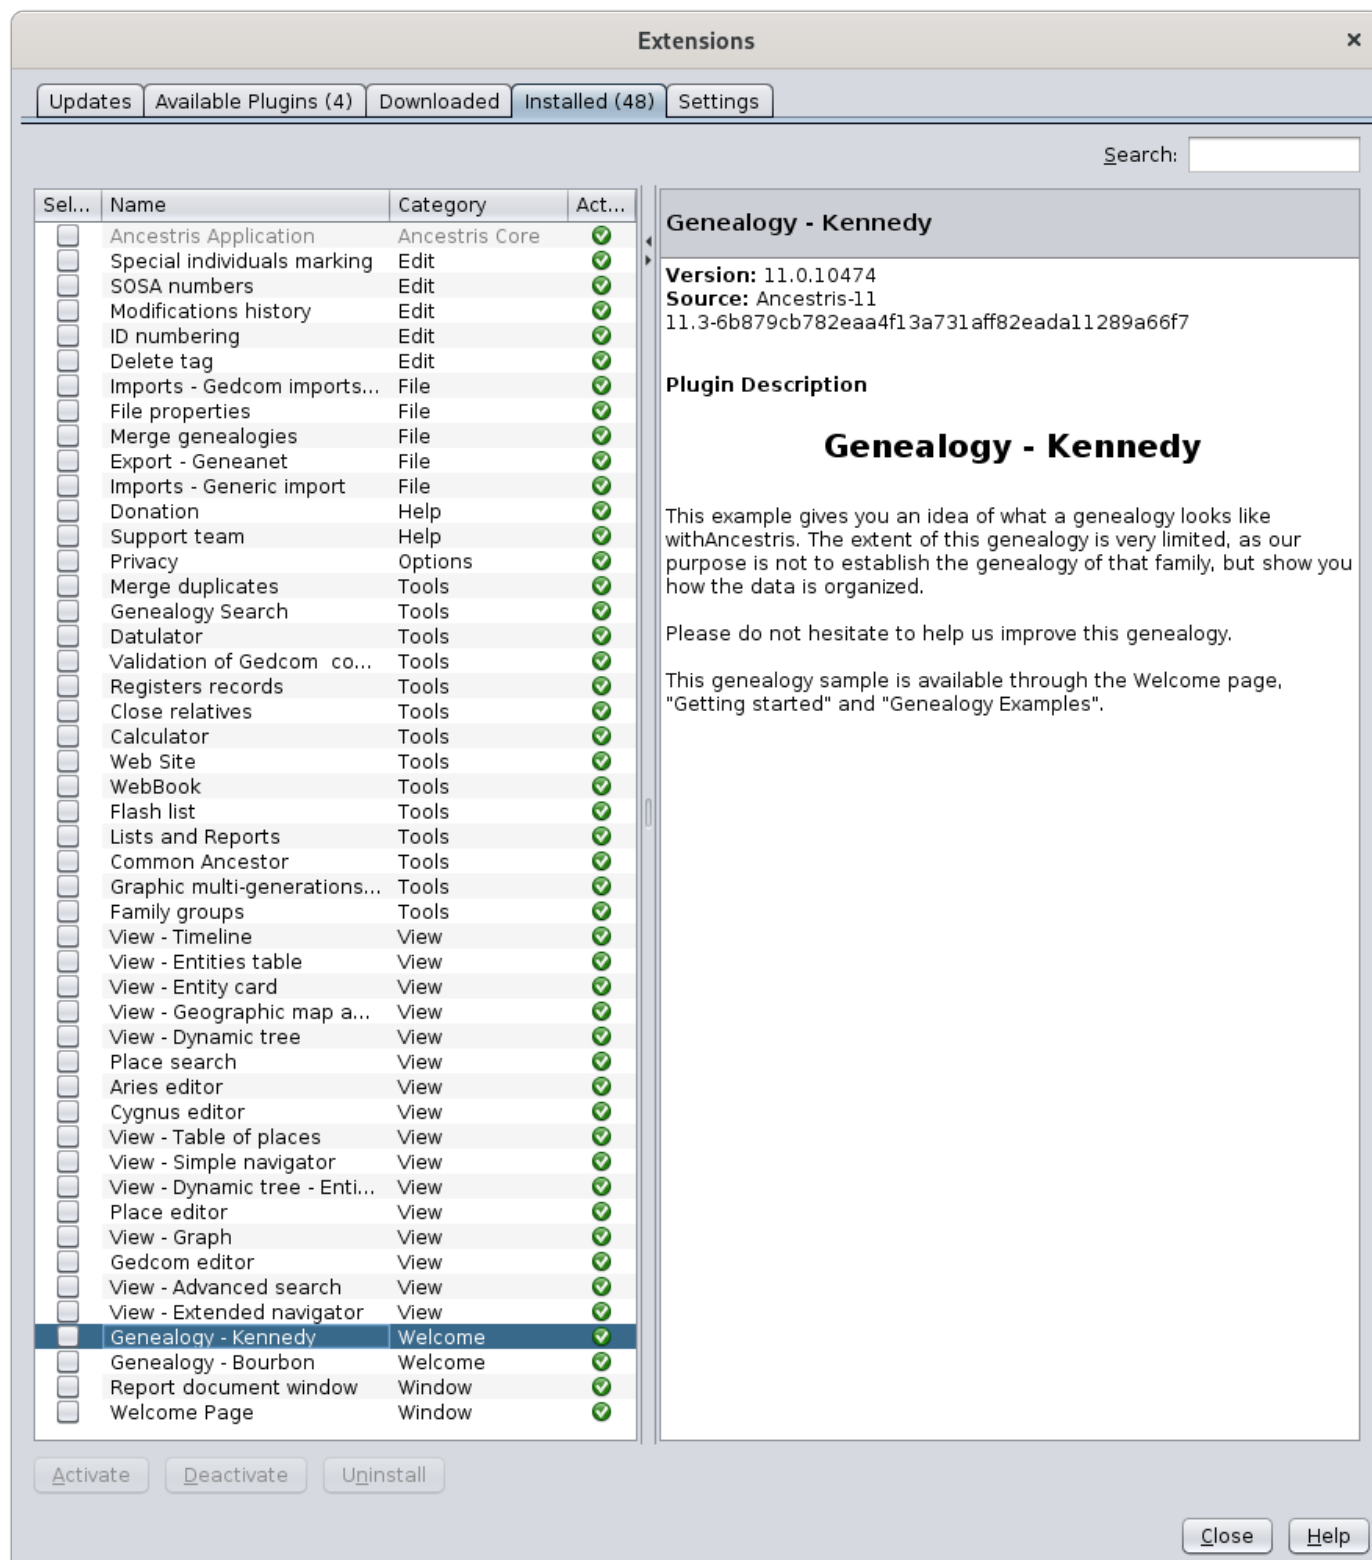 Extensions
Updates Available Plugins (4) Downloaded Installed (48) Settings
Search:
Sel... Name Category Act...
Ancestris Application Ancestris Core
Special individuals marking Edit
SOSA numbers Edit
Modifications history Edit
ID numbering Edit
Delete tag Edit
Imports - Gedcom imports... File
File properties File
Merge genealogies File
Export - Geneanet File
Imports - Generic import File
Donation Help
Support team Help
Privacy Options
Merge duplicates Tools
Genealogy Search Tools
Datulator Tools
Validation of Gedcom co... Tools
Registers records Tools
Close relatives Tools
Calculator Tools
Web Site Tools
WebBook Tools
Flash list Tools
Lists and Reports Tools
Common Ancestor Tools
Graphic multi-generations... Tools
Family groups Tools
View - Timeline View
View - Entities table View
View - Entity card View
View - Geographic map a... View
View - Dynamic tree View
Place search View
Aries editor View
Cygnus editor View
View - Table of places View
View - Simple navigator View
View - Dynamic tree - Enti... View
Place editor View
View - Graph View
Gedcom editor View
View - Advanced search View
View - Extended navigator View
Genealogy - Kennedy Welcome
Genealogy - Bourbon Welcome
Report document window Window
Welcome Page Window
Genealogy - Kennedy
Version: 11.0.10474
Source: Ancestris-11
11.3-6b879cb782eaa4f13a731aff82eada11289a66f7
Plugin Description
Genealogy - Kennedy
This example gives you an idea of what a genealogy looks like
withAncestris. The extent of this genealogy is very limited, as our
purpose is not to establish the genealogy of that family, but show you
how the data is organized.
Please do not hesitate to help us improve this genealogy.
This genealogy sample is available through the Welcome page,
"Getting started" and "Genealogy Examples".
Activate Deactivate Uninstall
Close Help